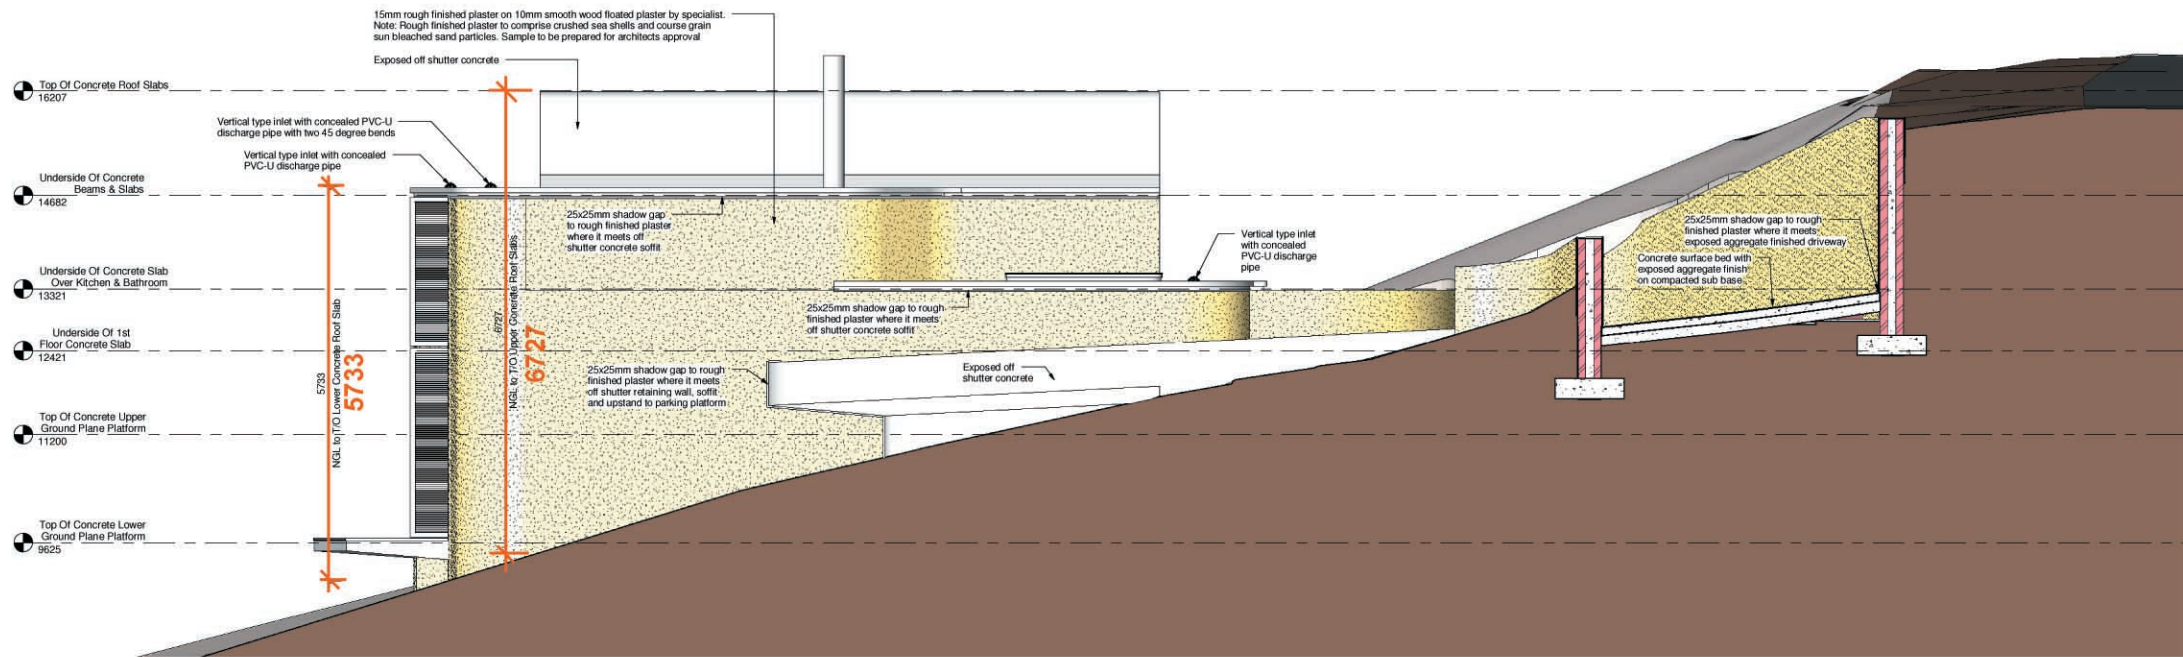 15mm rough finished plaster on 10mm smooth wood floated plaster by specialist.
Note: Rough finished plaster to comprise crushed sea shells and course grain
sun bleached sand particles. Sample to be prepared for architects approval
Exposed off shutter concrete
Top Of Concrete Roof Slabs
16207
Vertical type inlet with concealed PVC-U
discharge pipe with two 45 degree bends
Vertical type inlet with concealed
PVC-U discharge pipe
Underside Of Concrete
Beams & Slabs
14682
25x25mm shadow gap
to rough finished plaster
where it meets off
shutter concrete soffit
Vertical type inlet
with concealed
PVC-U discharge
pipe
25x25mm shadow gap to rough
finished plaster where it meets
exposed aggregate finished driveway
Concrete surface bed with
exposed aggregate finish
on compacted sub base
Underside Of Concrete Slab
Over Kitchen & Bathroom
13321
25x25mm shadow gap to rough
finished plaster where it meets
off shutter concrete soffit
Underside Of 1st
Floor Concrete Slab
12421
5733
NGL to T/O Lower Concrete Roof Slab
5733
6727
NGL to T/O Upper Concrete Roof Slabs
6727
25x25mm shadow gap to rough
finished plaster where it meets
off shutter retaining wall, soffit
and upstand to parking platform
Exposed off
shutter concrete
Top Of Concrete Upper
Ground Plane Platform
11200
Top Of Concrete Lower
Ground Plane Platform
9625